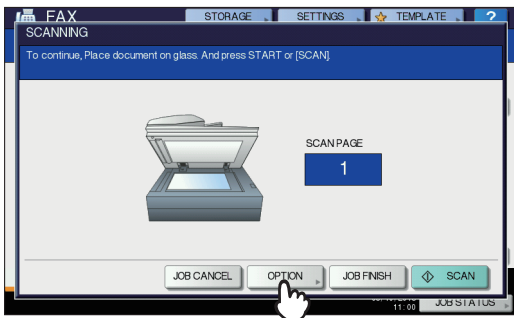 FAX STORAGE SETTINGS TEMPLATE ?
SCANNING
To continue, Place document on glass. And press START or [SCAN].
SCAN PAGE
1
JOB CANCEL OPTION JOB FINISH SCAN
11:00 JOB STATUS